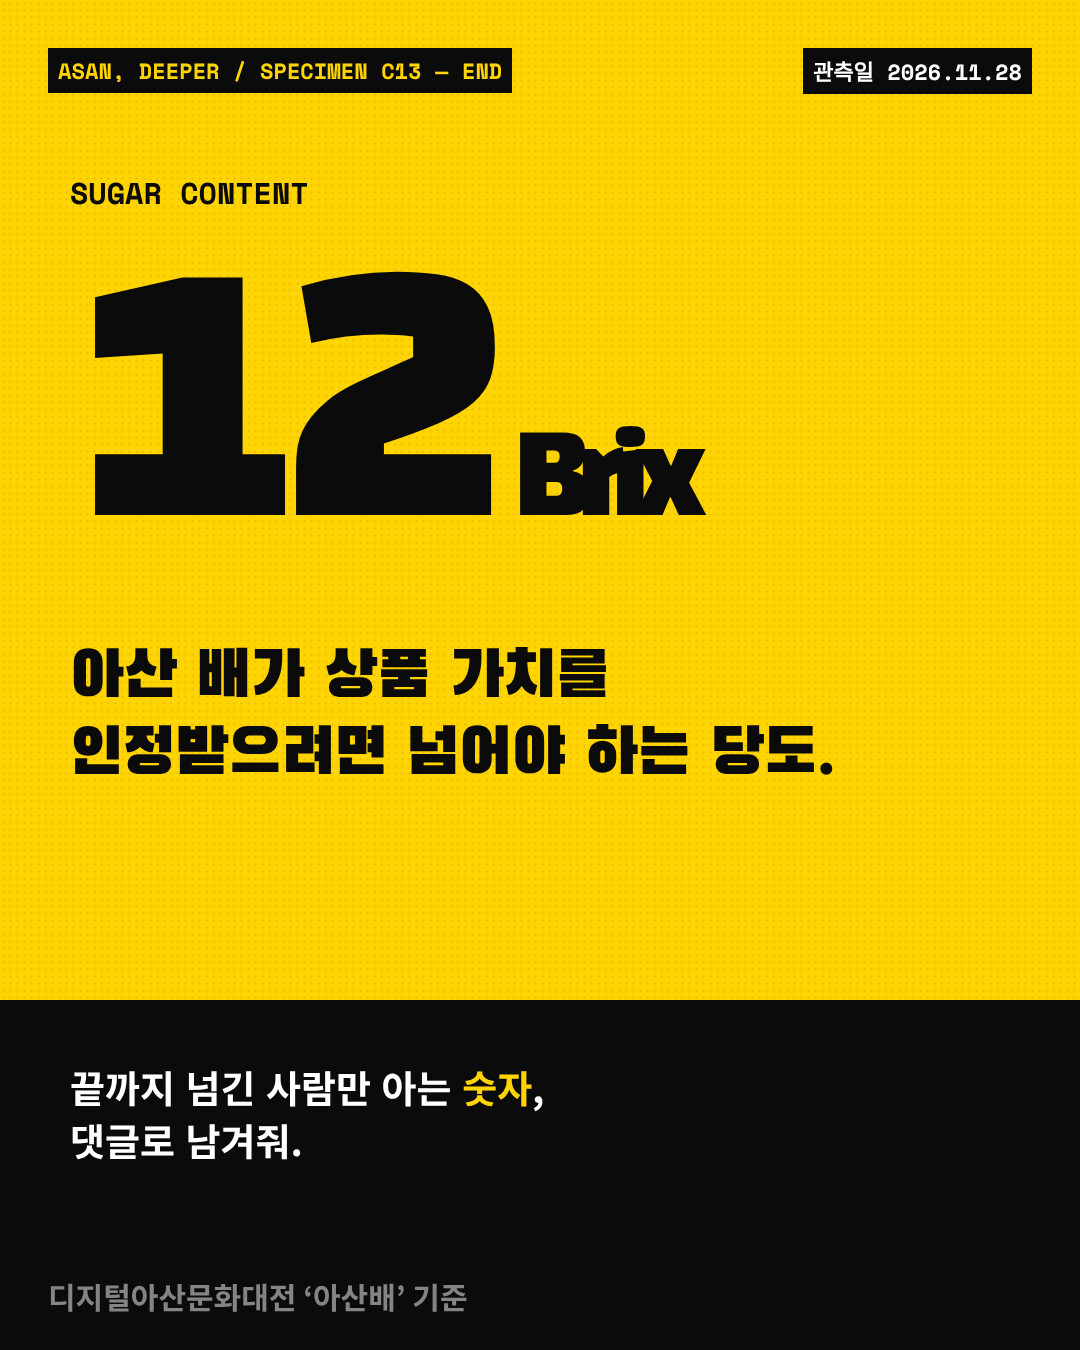 ASAN, DEEPER / SPECIMEN C13 — END
관측일 2026.11.28
SUGAR CONTENT
12 Brix
아산 배가 상품 가치를
인정받으려면 넘어야 하는 당도.
끝까지 넘긴 사람만 아는 숫자,
댓글로 남겨줘.
디지털아산문화대전 ‘아산배’ 기준